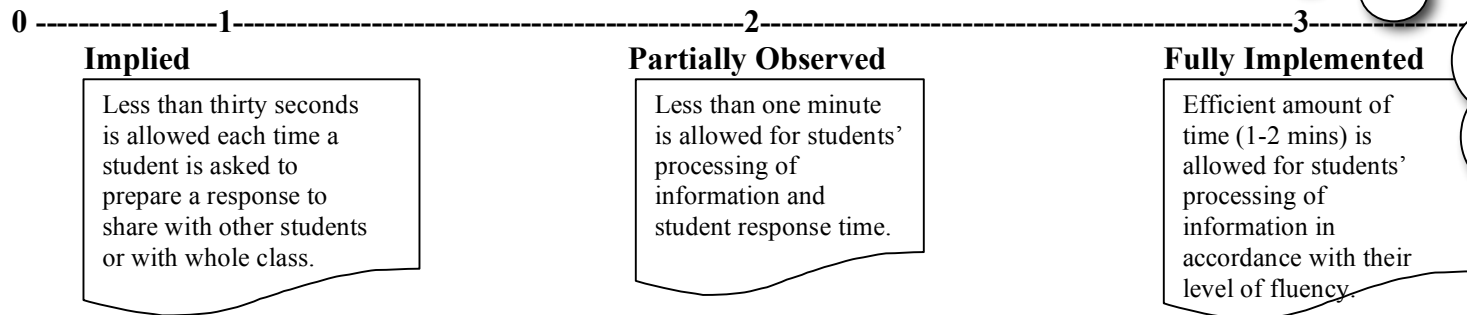 0 -----------------1-------------------------------------------------2----------------------------------------------------3---------------
Implied
Less than thirty seconds
is allowed each time a
student is asked to
prepare a response to
share with other students
or with whole class.
Partially Observed
Less than one minute
is allowed for students’
processing of
information and
student response time.
Fully Implemented
Efficient amount of
time (1-2 mins) is
allowed for students’
processing of
information in
accordance with their
level of fluency.